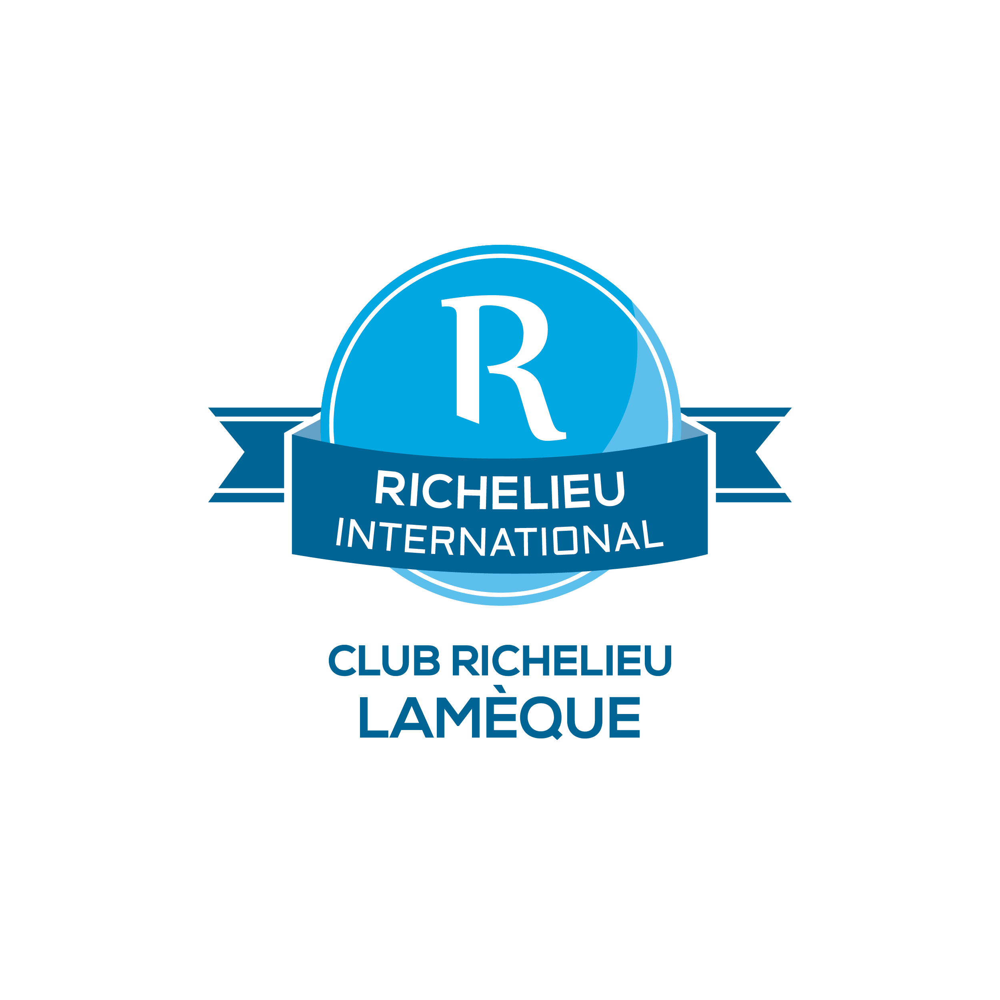 R
RICHELIEU
INTERNATIONAL
CLUB RICHELIEU
LAMÈQUE